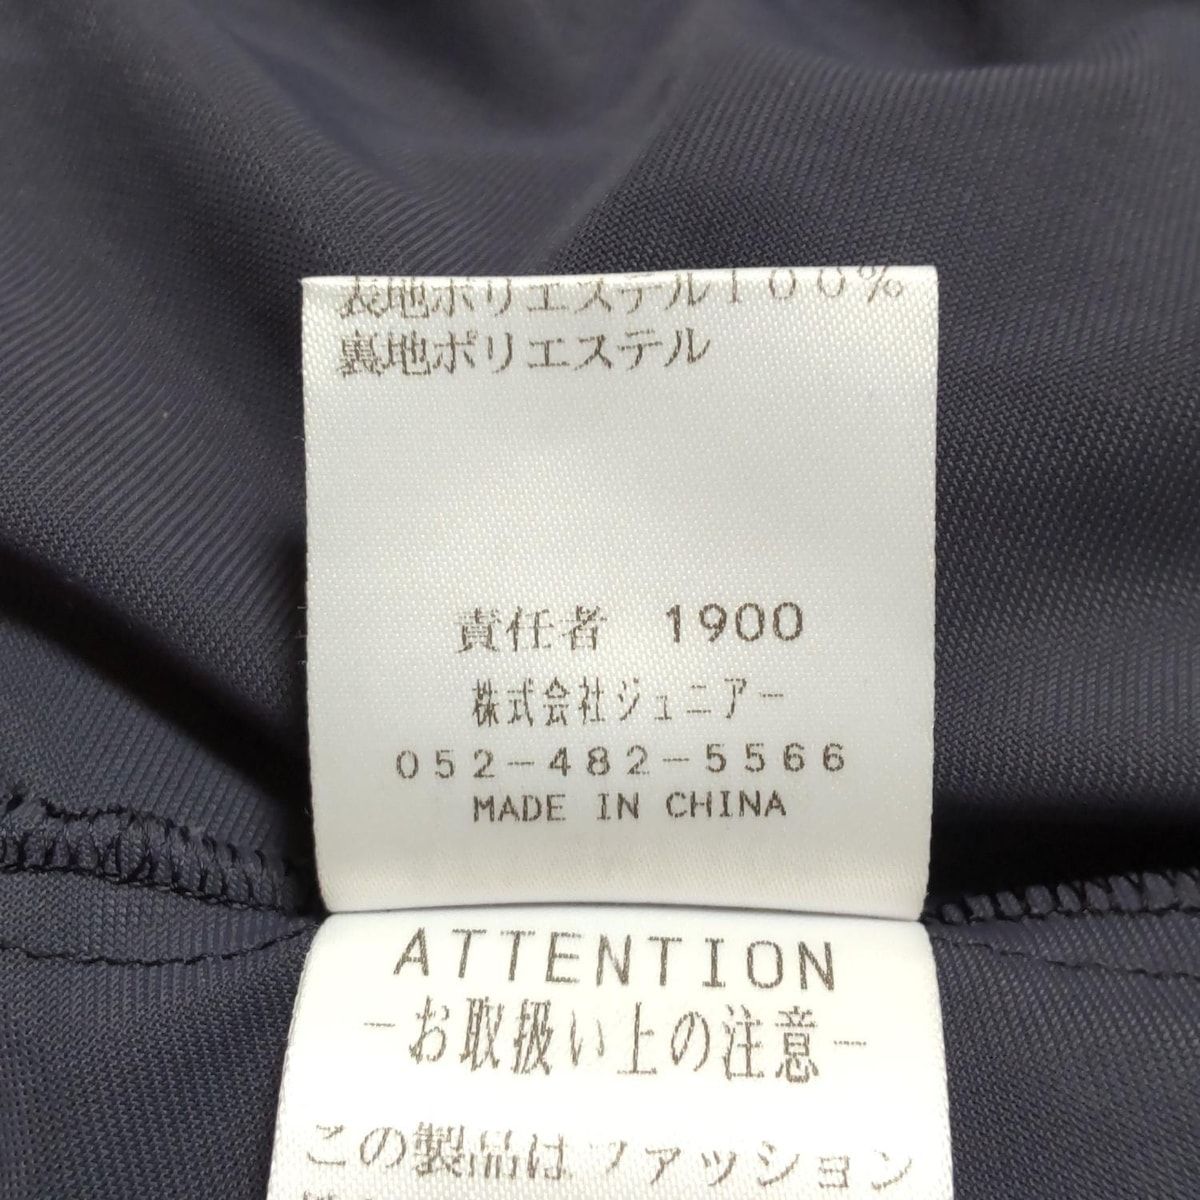 表地ポリエステル100%
裏地ポリエステル
責任者 1900
株式会社ジュニアー
052-482-5566
MADE IN CHINA
ATTENTION
-お取扱い上の注意-
この製品はファッション